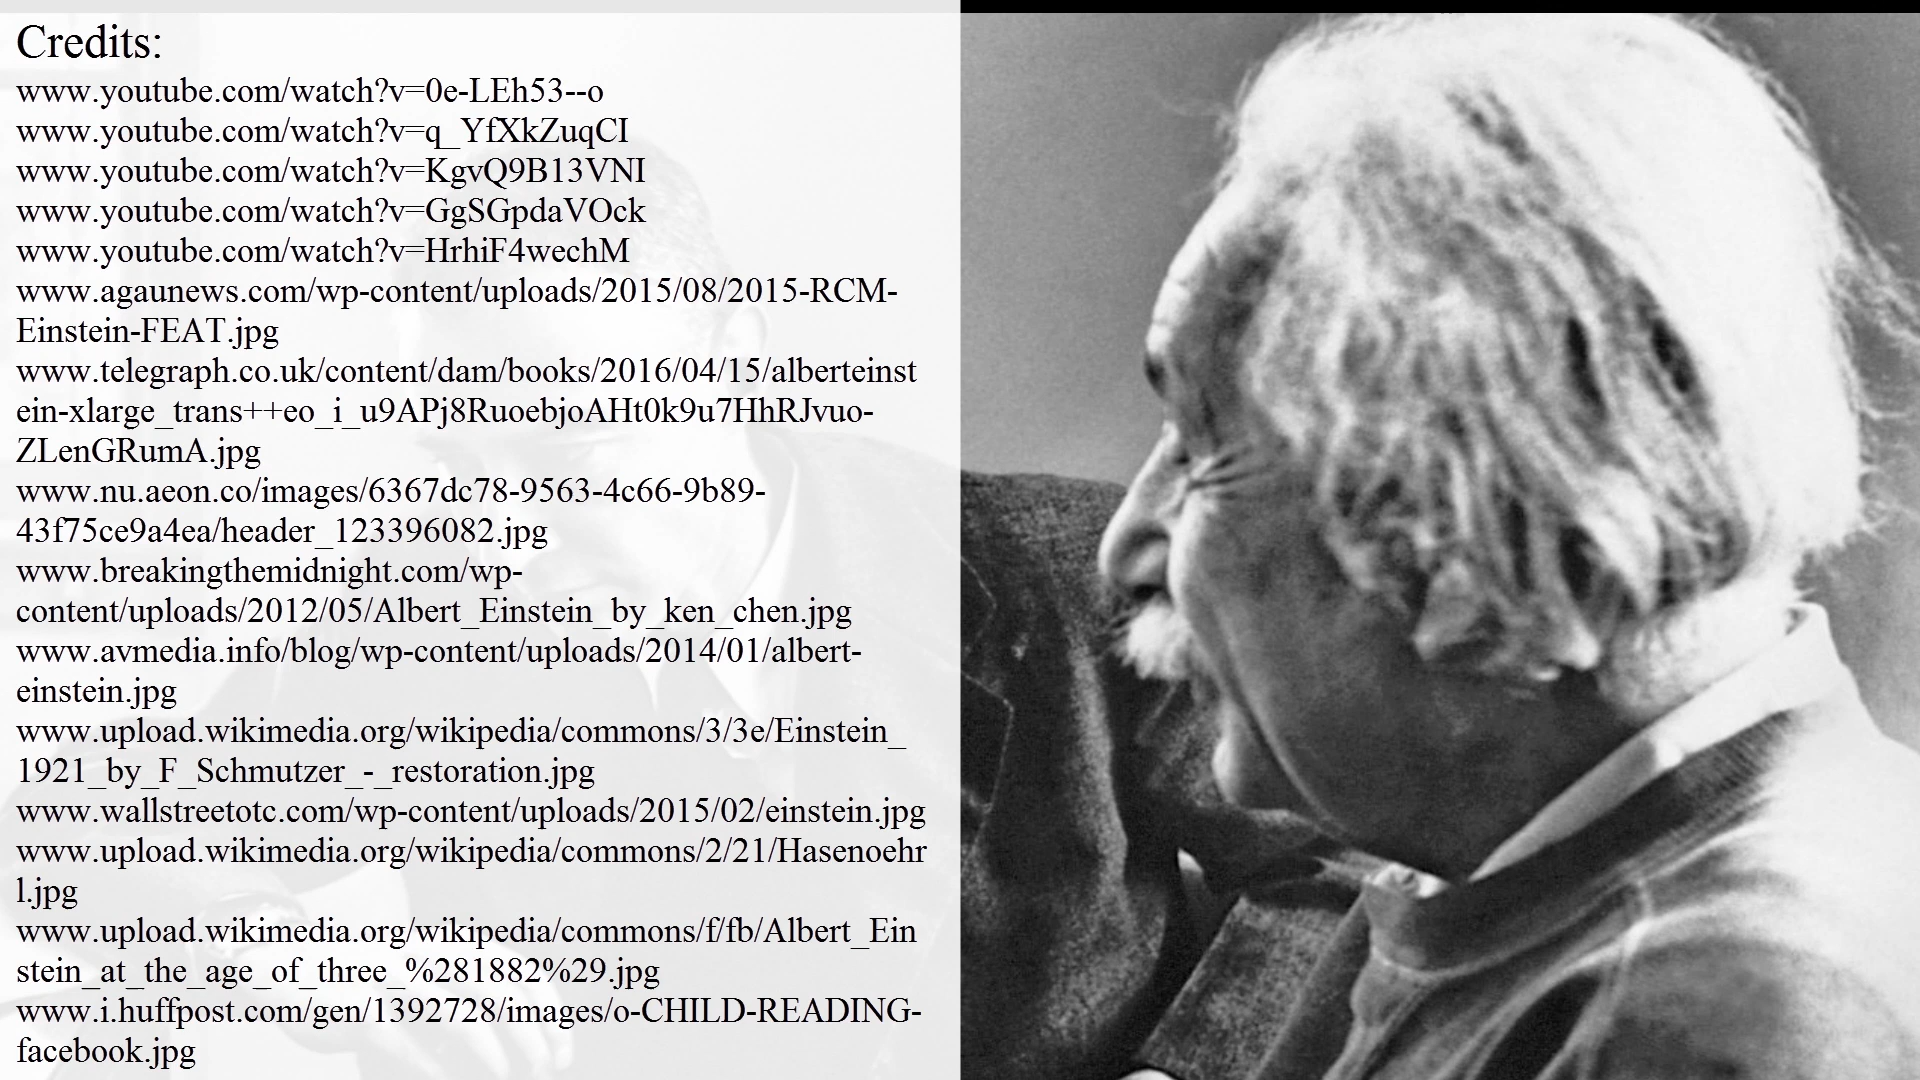 Credits:
www.youtube.com/watch?v=0e-LEh53--o
www.youtube.com/watch?v=q_YfXkZuqCI
www.youtube.com/watch?v=KgvQ9B13VNI
www.youtube.com/watch?v=GgSGpdaVOck
www.youtube.com/watch?v=HrhiF4wechM
www.agaunews.com/wp-content/uploads/2015/08/2015-RCM-
Einstein-FEAT.jpg
www.telegraph.co.uk/content/dam/books/2016/04/15/alberteinst
ein-xlarge_trans++eo_i_u9APj8RuoebjoAHt0k9u7HhRJvuo-
ZLenGRumA.jpg
www.nu.aeon.co/images/6367dc78-9563-4c66-9b89-
43f75ce9a4ea/header_123396082.jpg
www.breakingthemidnight.com/wp-
content/uploads/2012/05/Albert_Einstein_by_ken_chen.jpg
www.avmedia.info/blog/wp-content/uploads/2014/01/albert-
einstein.jpg
www.upload.wikimedia.org/wikipedia/commons/3/3e/Einstein_
1921_by_F_Schmutzer_-_restoration.jpg
www.wallstreetotc.com/wp-content/uploads/2015/02/einstein.jpg
www.upload.wikimedia.org/wikipedia/commons/2/21/Hasenoehr
l.jpg
www.upload.wikimedia.org/wikipedia/commons/f/fb/Albert_Ein
stein_at_the_age_of_three_%281882%29.jpg
www.i.huffpost.com/gen/1392728/images/o-CHILD-READING-
facebook.jpg